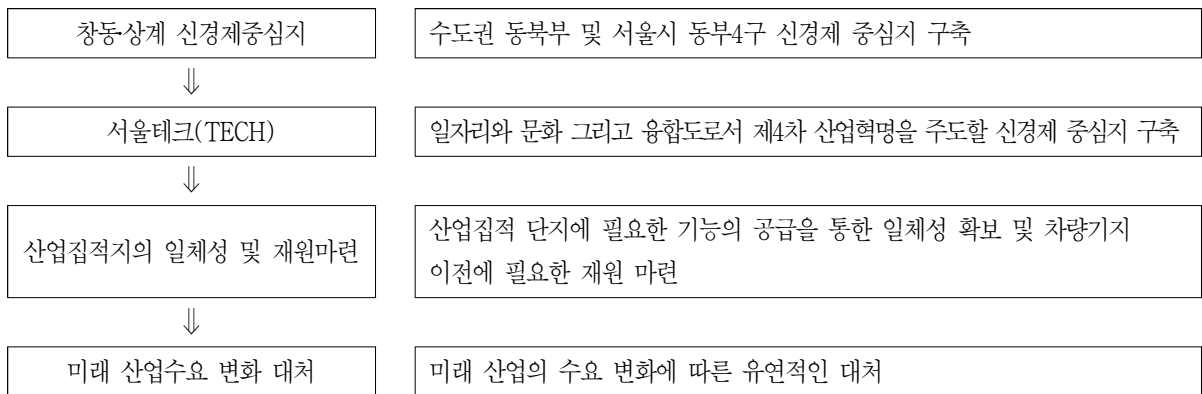 창동·상계 신경제중심지
수도권 동북부 및 서울시 동부4구 신경제 중심지 구축
⇓
서울테크(TECH)
일자리와 문화 그리고 융합도로서 제4차 산업혁명을 주도할 신경제 중심지 구축
⇓
산업집적지의 일체성 및 재원마련
산업집적 단지에 필요한 기능의 공급을 통한 일체성 확보 및 차량기지
이전에 필요한 재원 마련
⇓
미래 산업수요 변화 대처
미래 산업의 수요 변화에 따른 유연적인 대처